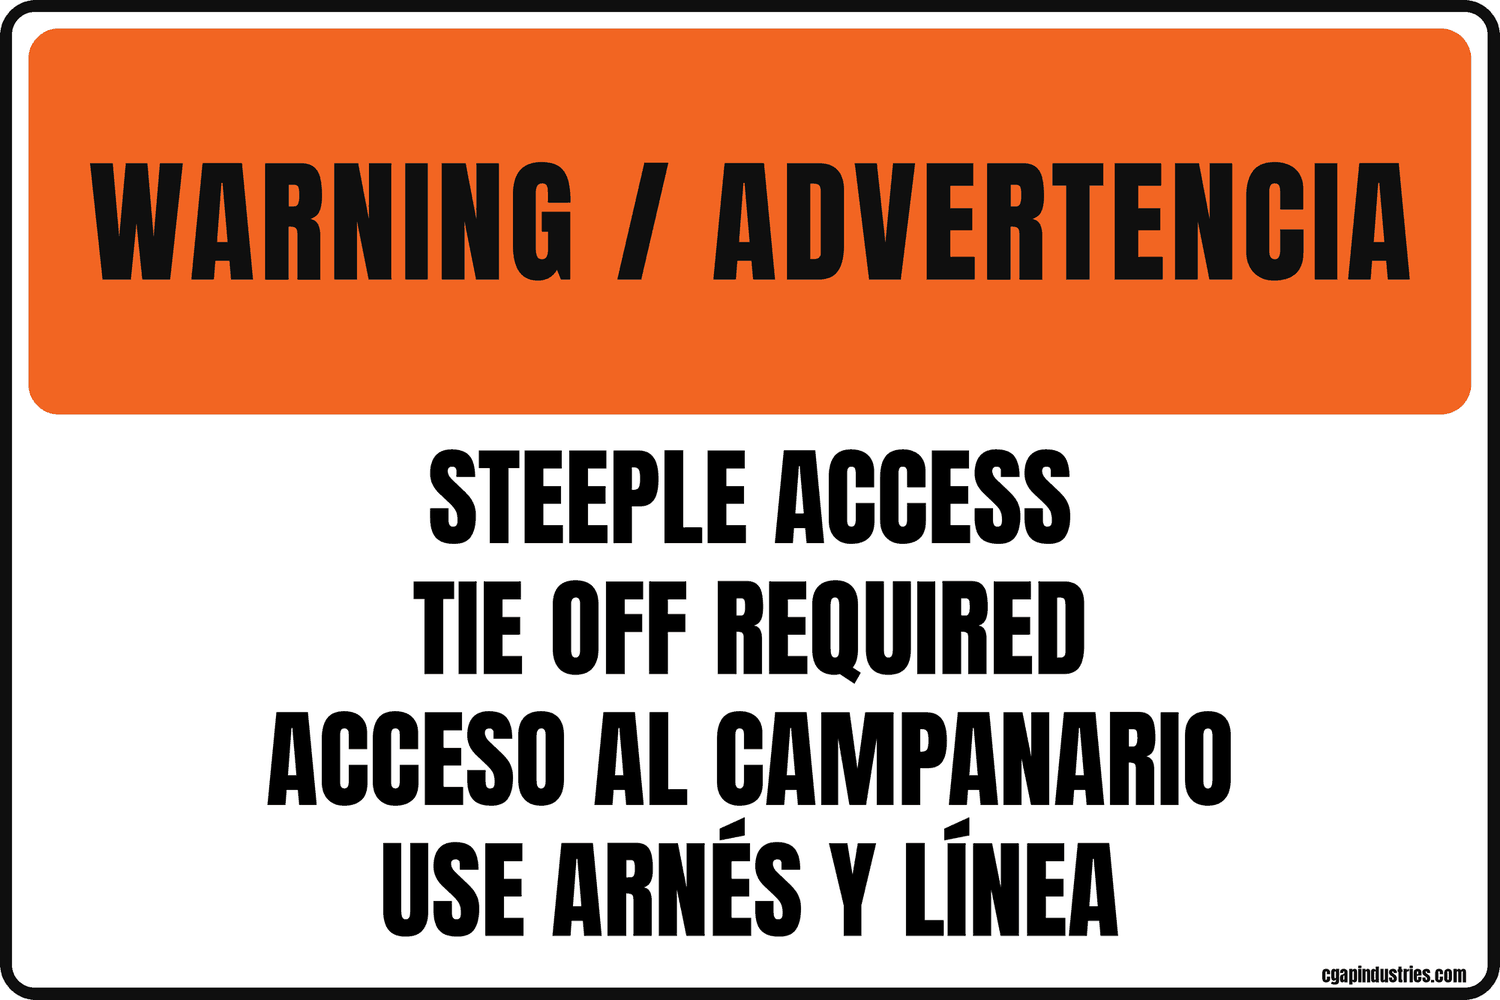 WARNING / ADVERTENCIA
STEEPLE ACCESS
TIE OFF REQUIRED
ACCESO AL CAMPANARIO
USE ARNÉS Y LÍNEA
cgapindustries.com